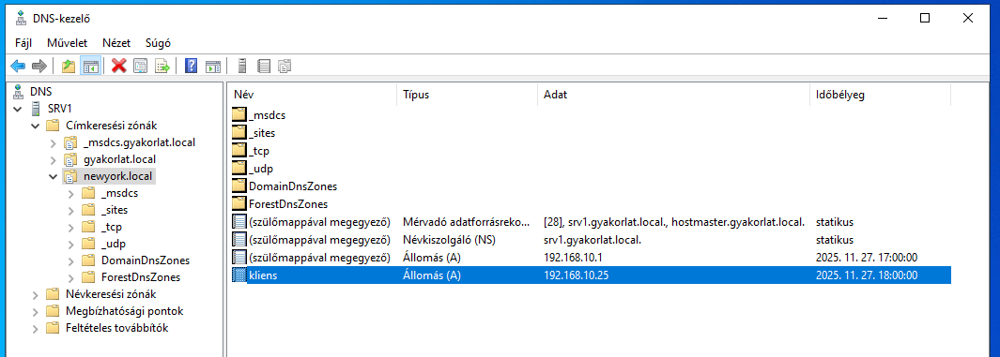 DNS-kezelő
Fájl Művelet Nézet Súgó
DNS
SRV1
Címkeresési zónák
_msdcs.gyakorlat.local
gyakorlat.local
newyork.local
_msdcs
_sites
_tcp
_udp
DomainDnsZones
ForestDnsZones
Névkeresési zónák
Megbízhatósági pontok
Feltételes továbbítók
Név Típus Adat Időbélyeg
_msdcs
_sites
_tcp
_udp
DomainDnsZones
ForestDnsZones
(szülőmappával megegyező) Mérvadó adatforrásreko... [28], srv1.gyakorlat.local., hostmaster.gyakorlat.local. statikus
(szülőmappával megegyező) Névkiszolgáló (NS) srv1.gyakorlat.local. statikus
(szülőmappával megegyező) Állomás (A) 192.168.10.1 2025. 11. 27. 17:00:00
kliens Állomás (A) 192.168.10.25 2025. 11. 27. 18:00:00